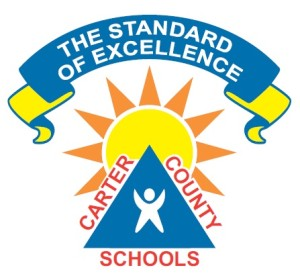 THE STANDARD
OF EXCELLENCE
CARTER
COUNTY
SCHOOLS